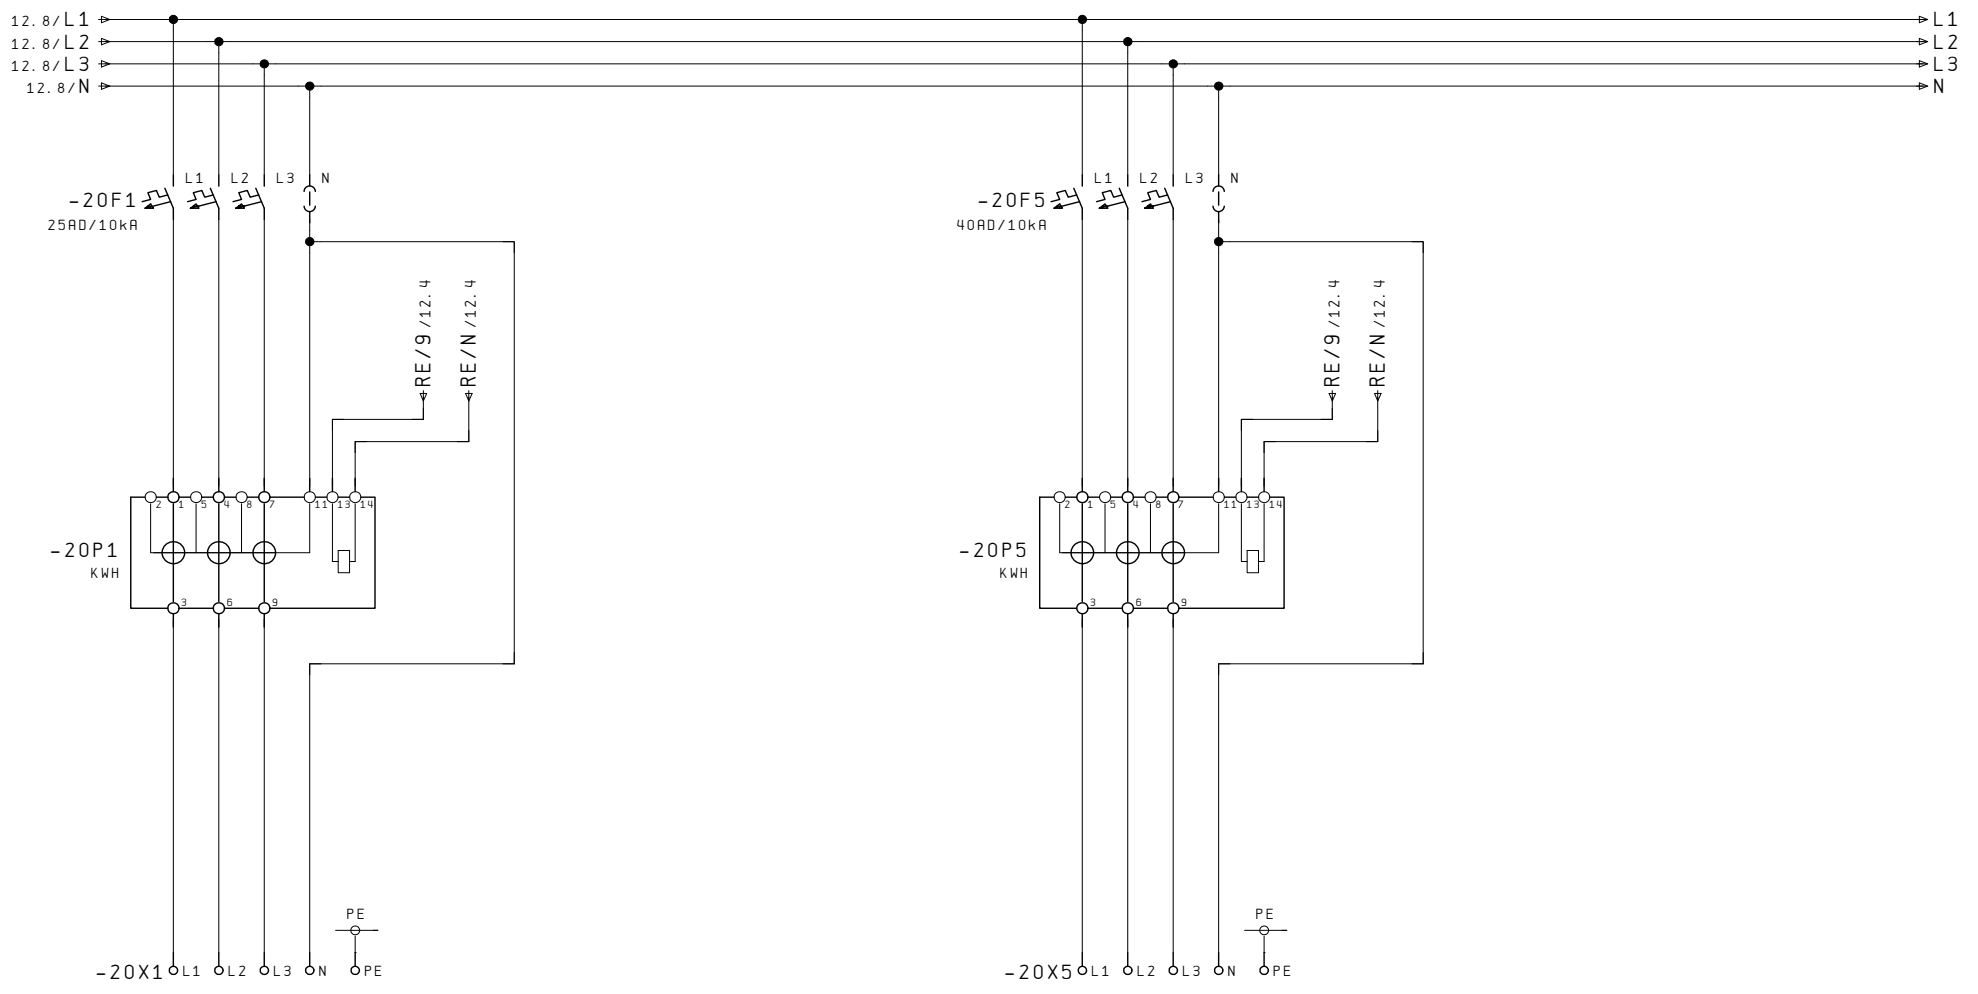 12.8/L1 L1
12.8/L2 L2
12.8/L3 L3
12.8/N N
L1 L2 L3 N L1 L2 L3 N
-20F1 -20F5
25AD/10kA 40AD/10kA
RE/9 /12.4 RE/N /12.4 RE/9 /12.4 RE/N /12.4
2 1 5 4 8 7 11 13 14 2 1 5 4 8 7 11 13 14
-20P1 -20P5
KWH KWH
3 6 9 3 6 9
PE PE
-20X1 L1 L2 L3 N PE -20X5 L1 L2 L3 N PE